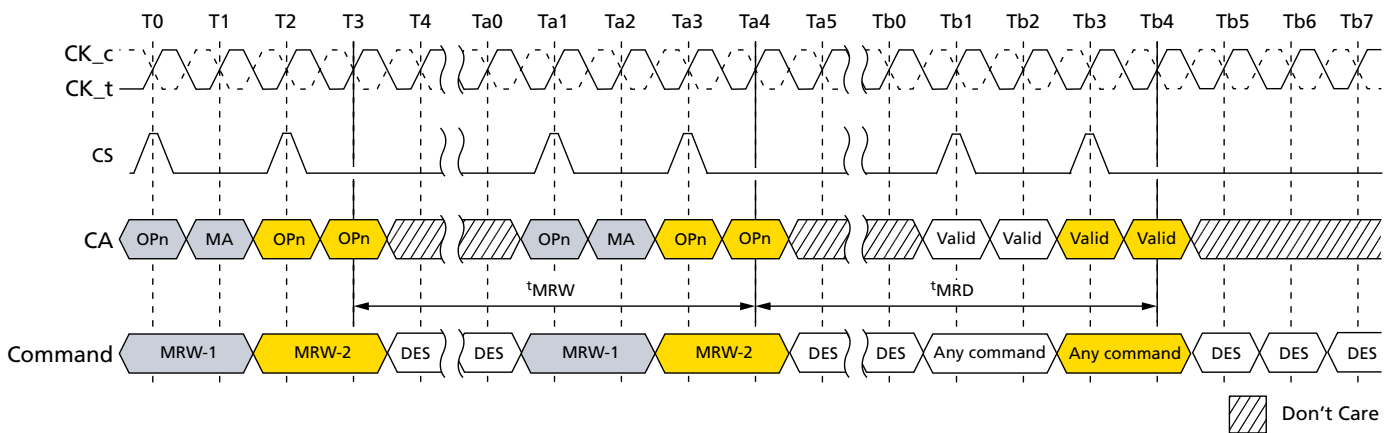 T0 T1 T2 T3 T4 Ta0 Ta1 Ta2 Ta3 Ta4 Ta5 Tb0 Tb1 Tb2 Tb3 Tb4 Tb5 Tb6 Tb7
CK_c
CK_t
CS
CA OPn MA OPn OPn OPn MA OPn OPn Valid Valid Valid Valid
tMRW tMRD
Command MRW-1 MRW-2 DES DES MRW-1 MRW-2 DES DES Any command Any command DES DES DES
Don't Care